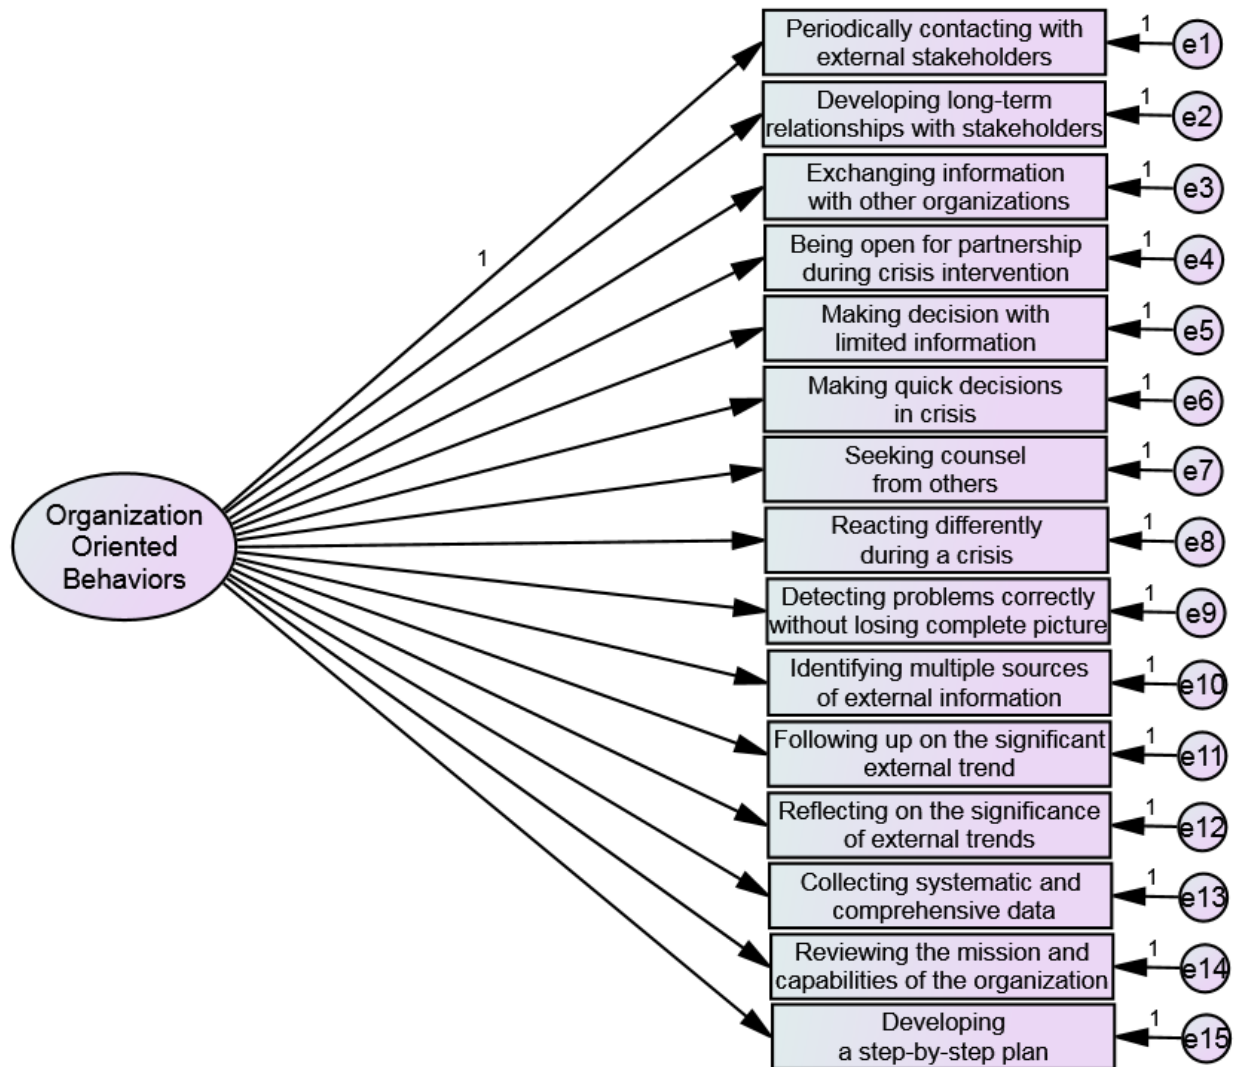 Periodically contacting with
external stakeholders
1
e1
Developing long-term
relationships with stakeholders
1
e2
Exchanging information
with other organizations
1
e3
Being open for partnership
during crisis intervention
1
e4
1
Making decision with
limited information
1
e5
Making quick decisions
in crisis
1
e6
Seeking counsel
from others
1
e7
Organization
Oriented
Behaviors
Reacting differently
during a crisis
1
e8
Detecting problems correctly
without losing complete picture
1
e9
Identifying multiple sources
of external information
1
e10
Following up on the significant
external trend
1
e11
Reflecting on the significance
of external trends
1
e12
Collecting systematic and
comprehensive data
1
e13
Reviewing the mission and
capabilities of the organization
1
e14
Developing
a step-by-step plan
1
e15